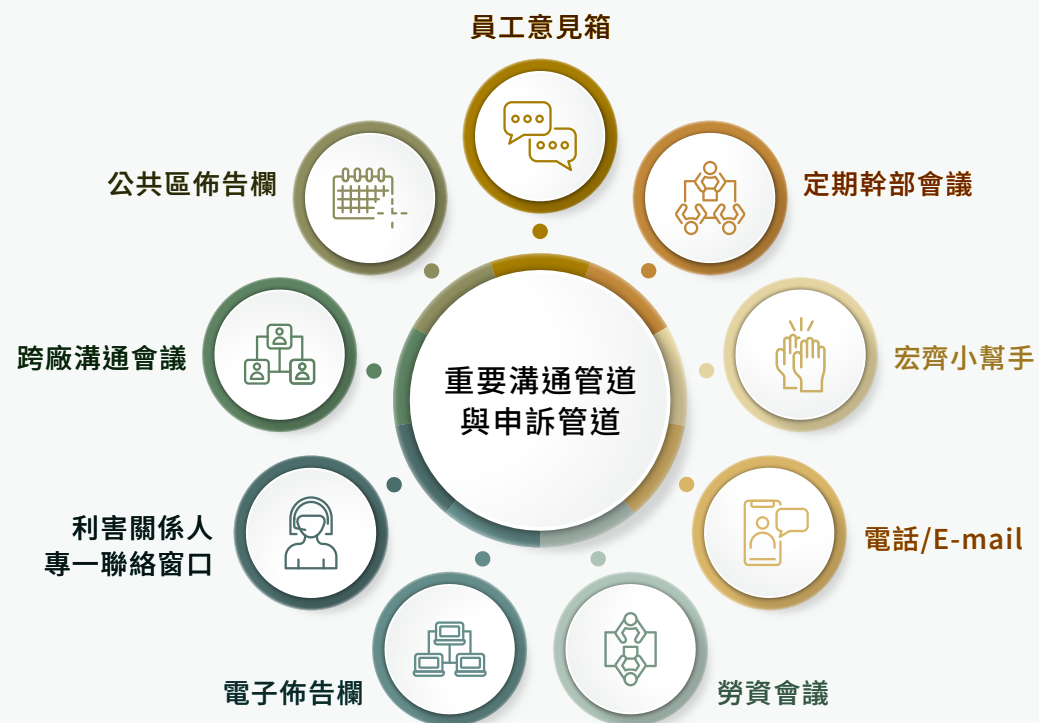 員工意見箱
定期幹部會議
宏齊小幫手
電話/E-mail
勞資會議
電子佈告欄
利害關係人
專一聯絡窗口
跨廠溝通會議
公共區佈告欄
重要溝通管道
與申訴管道